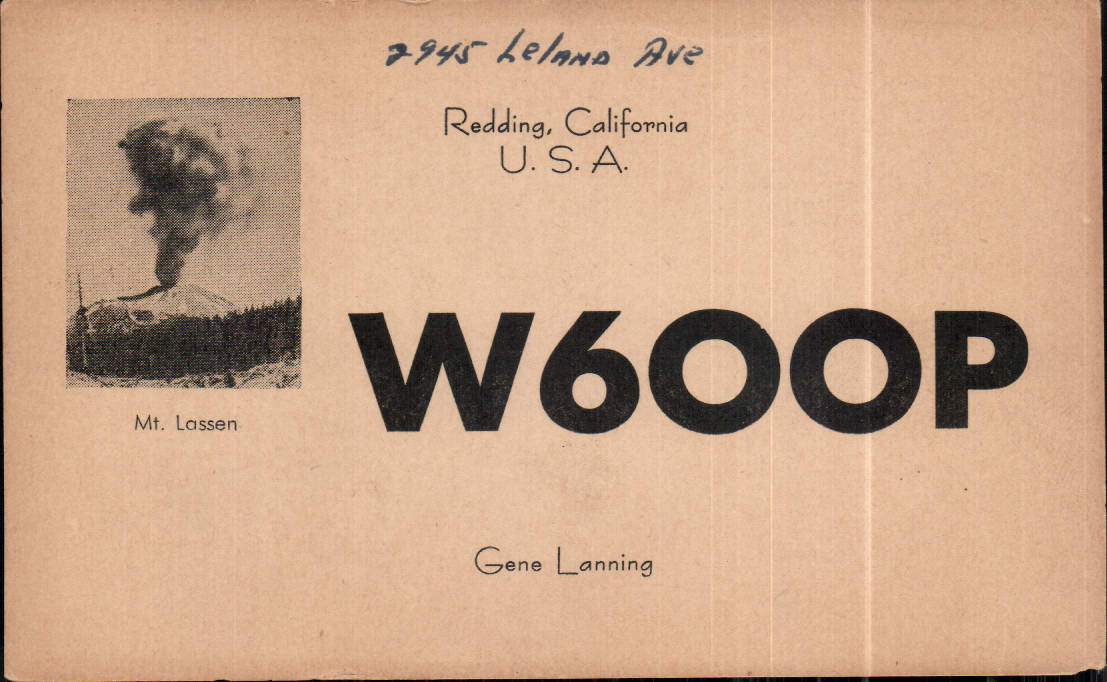 2945 Leland Ave
Redding, California
U. S. A.
W6OOP
Mt. Lassen
Gene Lanning